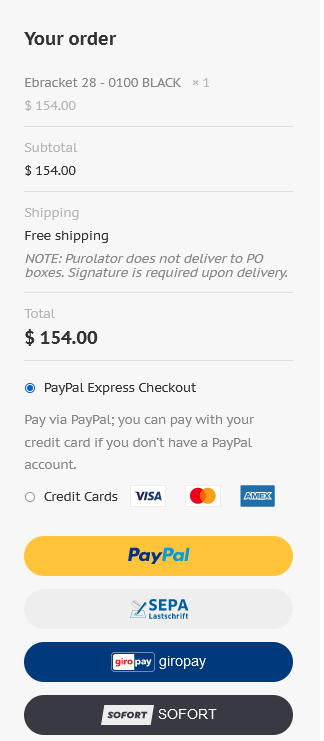 Your order
Ebracket 28 - 0100 BLACK × 1
$ 154.00
Subtotal
$ 154.00
Shipping
Free shipping
NOTE: Purolator does not deliver to PO
boxes. Signature is required upon delivery.
Total
$ 154.00
PayPal Express Checkout
Pay via PayPal; you can pay with your
credit card if you don't have a PayPal
account.
Credit Cards VISA AMEX
PayPal
SEPA
Lastschrift
giropay giropay
SOFORT SOFORT